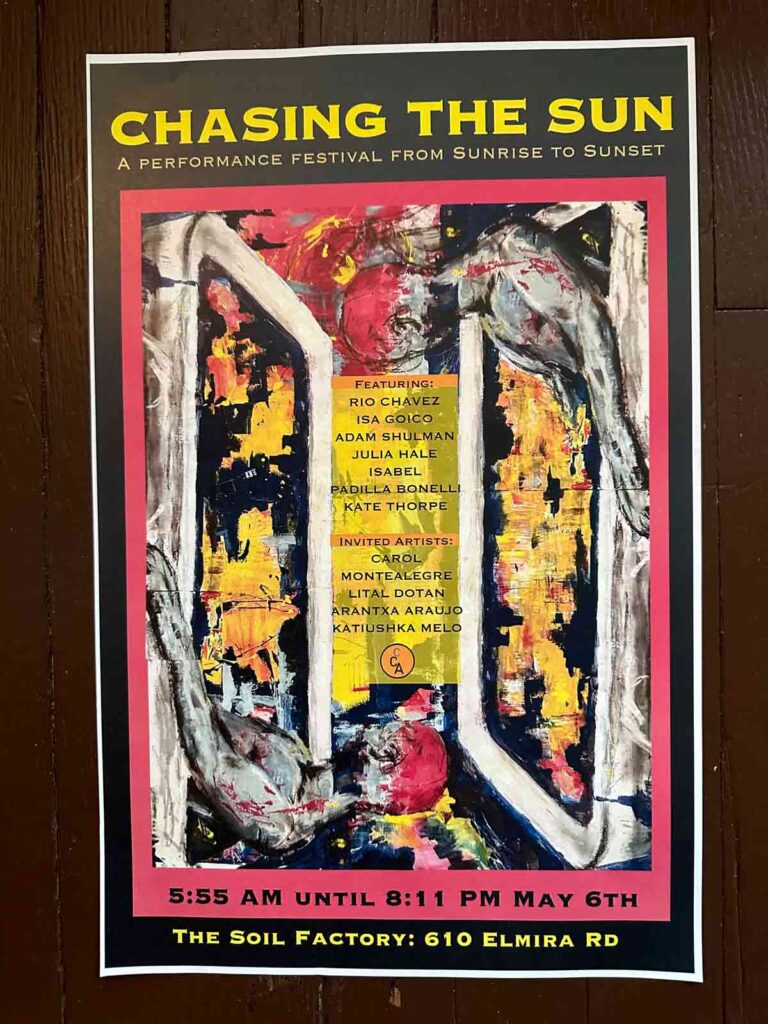 CHASING THE SUN
A PERFORMANCE FESTIVAL FROM SUNRISE TO SUNSET
FEATURING:
RIO CHAVEZ
ISA GOICO
ADAM SHULMAN
JULIA HALE
ISABEL
PADILLA BONELLI
KATE THORPE
INVITED ARTISTS:
CAROL
MONTEALEGRE
LITAL DOTAN
ARANTXA ARAUJO
KATIUSHKA MELO
C
CA
5:55 AM UNTIL 8:11 PM MAY 6TH
THE SOIL FACTORY: 610 ELMIRA RD